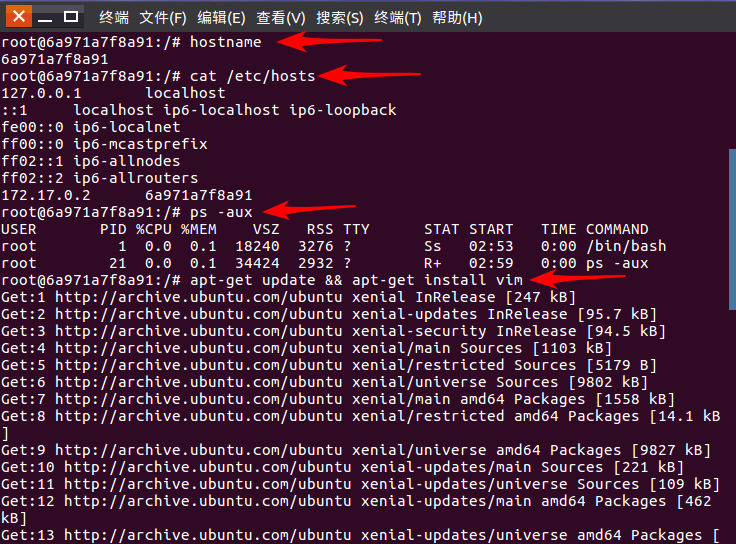 终端 文件(F) 编辑(E) 查看(V) 搜索(S) 终端(T) 帮助(H)
root@6a971a7f8a91:/# hostname
6a971a7f8a91
root@6a971a7f8a91:/# cat /etc/hosts
127.0.0.1       localhost
::1     localhost ip6-localhost ip6-loopback
fe00::0 ip6-localnet
ff00::0 ip6-mcastprefix
ff02::1 ip6-allnodes
ff02::2 ip6-allrouters
172.17.0.2      6a971a7f8a91
root@6a971a7f8a91:/# ps -aux
USER       PID %CPU %MEM    VSZ   RSS TTY      STAT START   TIME COMMAND
root         1  0.0  0.1  18240  3276 ?        Ss   02:53   0:00 /bin/bash
root        21  0.0  0.1  34424  2932 ?        R+   02:59   0:00 ps -aux
root@6a971a7f8a91:/# apt-get update && apt-get install vim
Get:1 http://archive.ubuntu.com/ubuntu xenial InRelease [247 kB]
Get:2 http://archive.ubuntu.com/ubuntu xenial-updates InRelease [95.7 kB]
Get:3 http://archive.ubuntu.com/ubuntu xenial-security InRelease [94.5 kB]
Get:4 http://archive.ubuntu.com/ubuntu xenial/main Sources [1103 kB]
Get:5 http://archive.ubuntu.com/ubuntu xenial/restricted Sources [5179 B]
Get:6 http://archive.ubuntu.com/ubuntu xenial/universe Sources [9802 kB]
Get:7 http://archive.ubuntu.com/ubuntu xenial/main amd64 Packages [1558 kB]
Get:8 http://archive.ubuntu.com/ubuntu xenial/restricted amd64 Packages [14.1 kB
]
Get:9 http://archive.ubuntu.com/ubuntu xenial/universe amd64 Packages [9827 kB]
Get:10 http://archive.ubuntu.com/ubuntu xenial-updates/main Sources [221 kB]
Get:11 http://archive.ubuntu.com/ubuntu xenial-updates/universe Sources [109 kB]
Get:12 http://archive.ubuntu.com/ubuntu xenial-updates/main amd64 Packages [462
kB]
Get:13 http://archive.ubuntu.com/ubuntu xenial-updates/universe amd64 Packages [